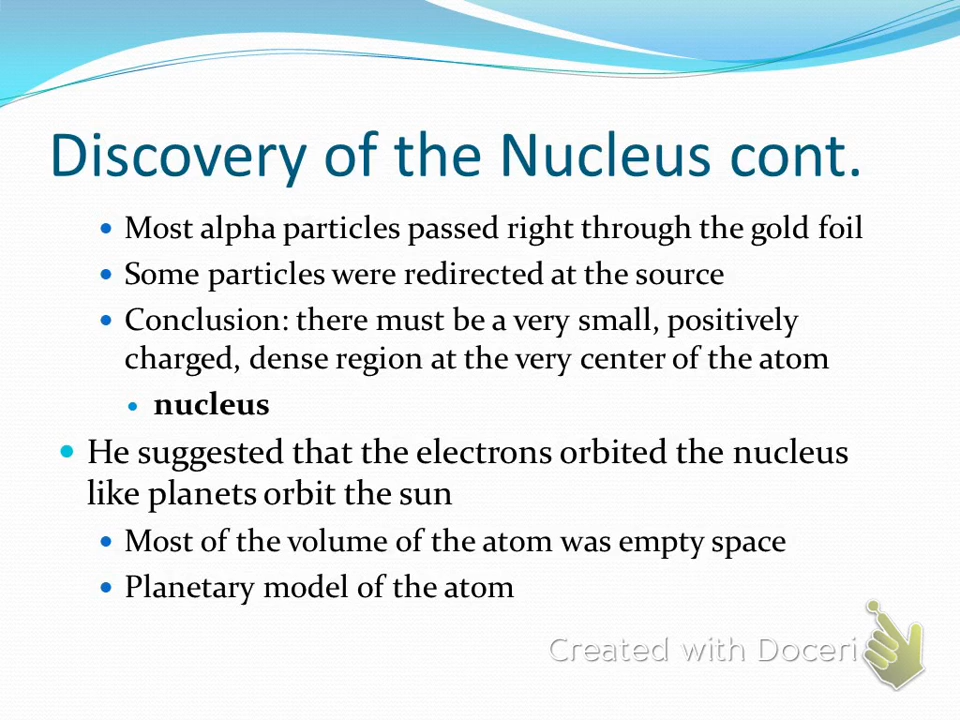 Discovery of the Nucleus cont.
• Most alpha particles passed right through the gold foil
• Some particles were redirected at the source
• Conclusion: there must be a very small, positively
charged, dense region at the very center of the atom
• nucleus
• He suggested that the electrons orbited the nucleus
like planets orbit the sun
• Most of the volume of the atom was empty space
• Planetary model of the atom
Created with Doceri